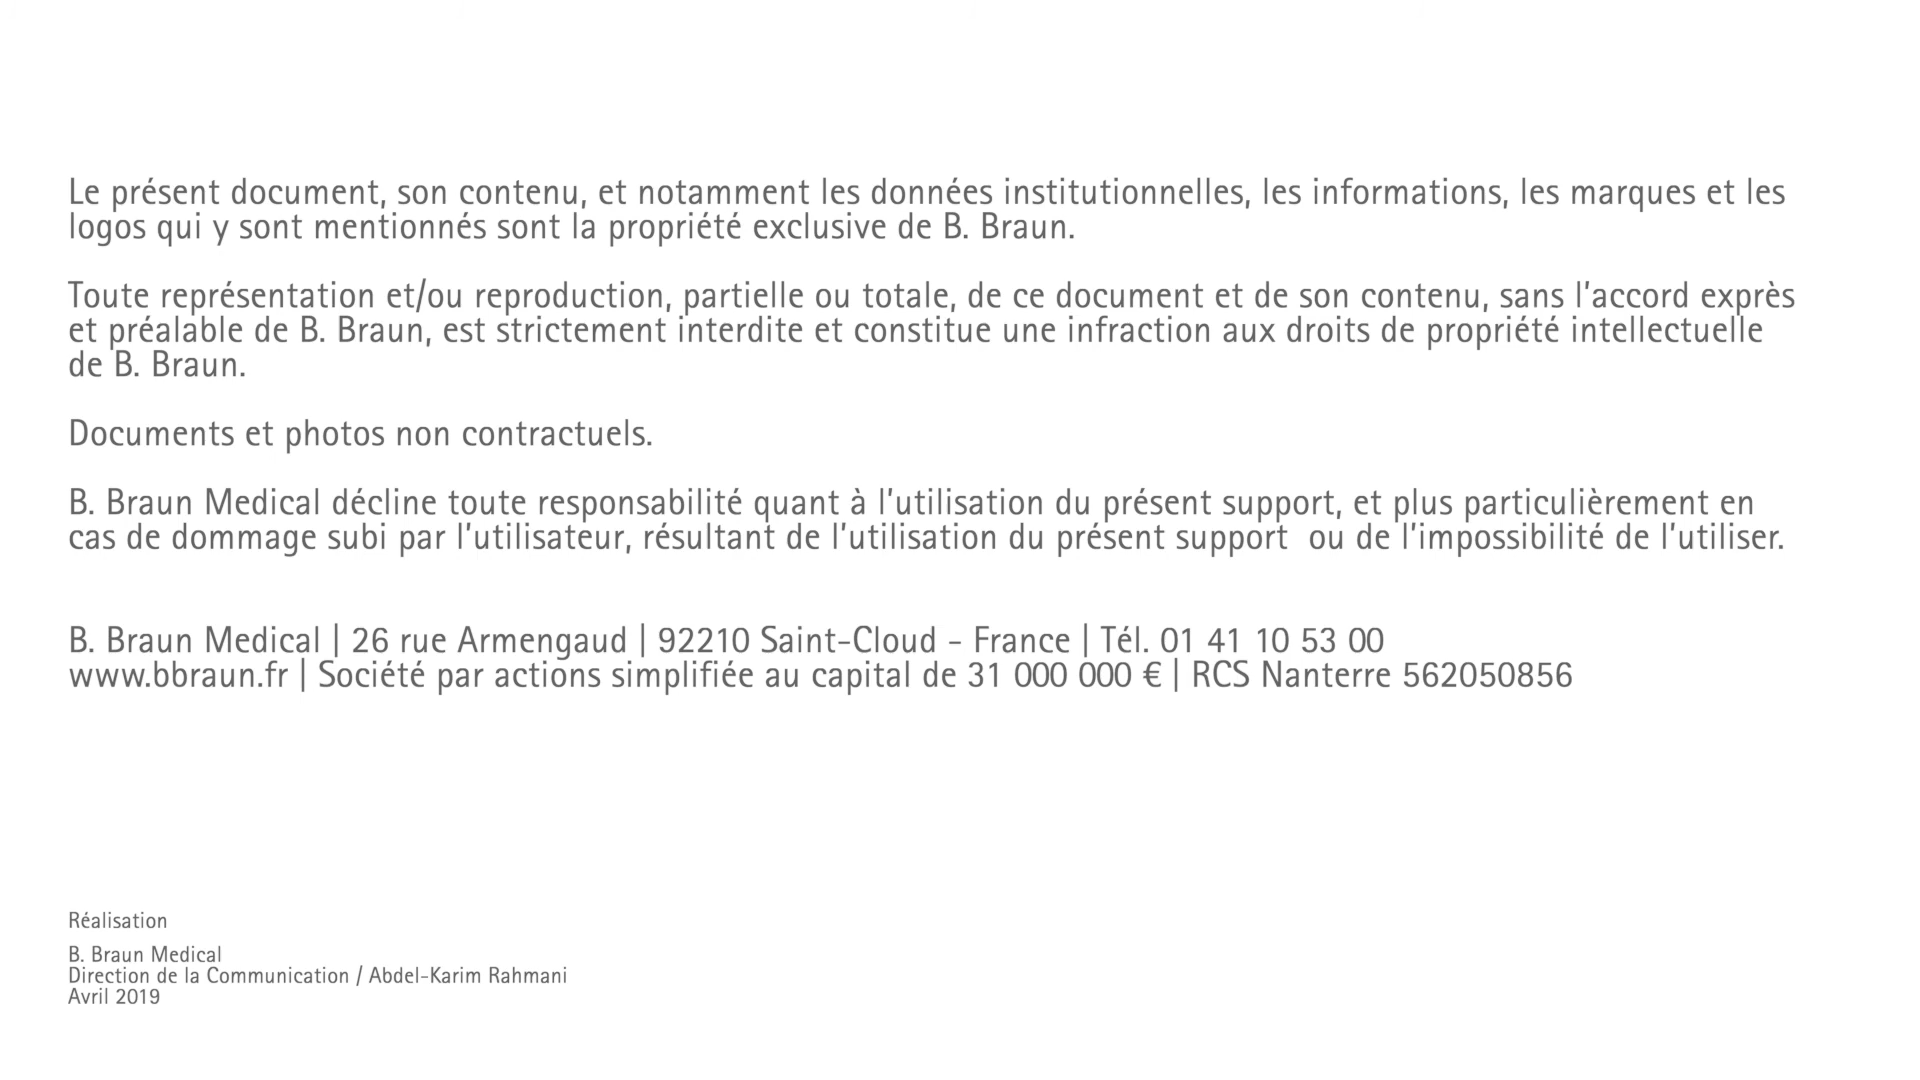 Le présent document, son contenu, et notamment les données institutionnelles, les informations, les marques et les
logos qui y sont mentionnés sont la propriété exclusive de B. Braun.
Toute représentation et/ou reproduction, partielle ou totale, de ce document et de son contenu, sans l'accord exprès
et préalable de B. Braun, est strictement interdite et constitue une infraction aux droits de propriété intellectuelle
de B. Braun.
Documents et photos non contractuels.
B. Braun Medical décline toute responsabilité quant à l'utilisation du présent support, et plus particulièrement en
cas de dommage subi par l'utilisateur, résultant de l'utilisation du présent support  ou de l'impossibilité de l'utiliser.
B. Braun Medical | 26 rue Armengaud | 92210 Saint-Cloud - France | Tél. 01 41 10 53 00
www.bbraun.fr | Société par actions simplifiée au capital de 31 000 000 € | RCS Nanterre 562050856
Réalisation
B. Braun Medical
Direction de la Communication / Abdel-Karim Rahmani
Avril 2019